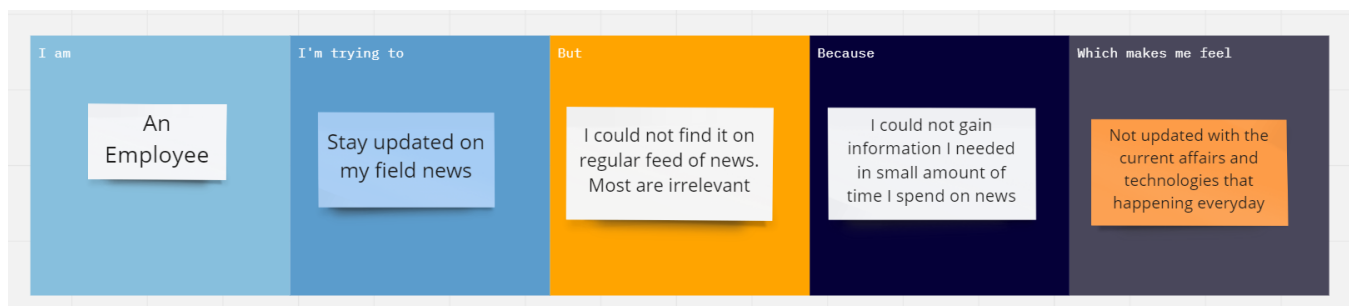 I am
An
Employee
I'm trying to
Stay updated on
my field news
But
I could not find it on
regular feed of news.
Most are irrelevant
Because
I could not gain
information I needed
in small amount of
time I spend on news
Which makes me feel
Not updated with the
current affairs and
technologies that
happening everyday